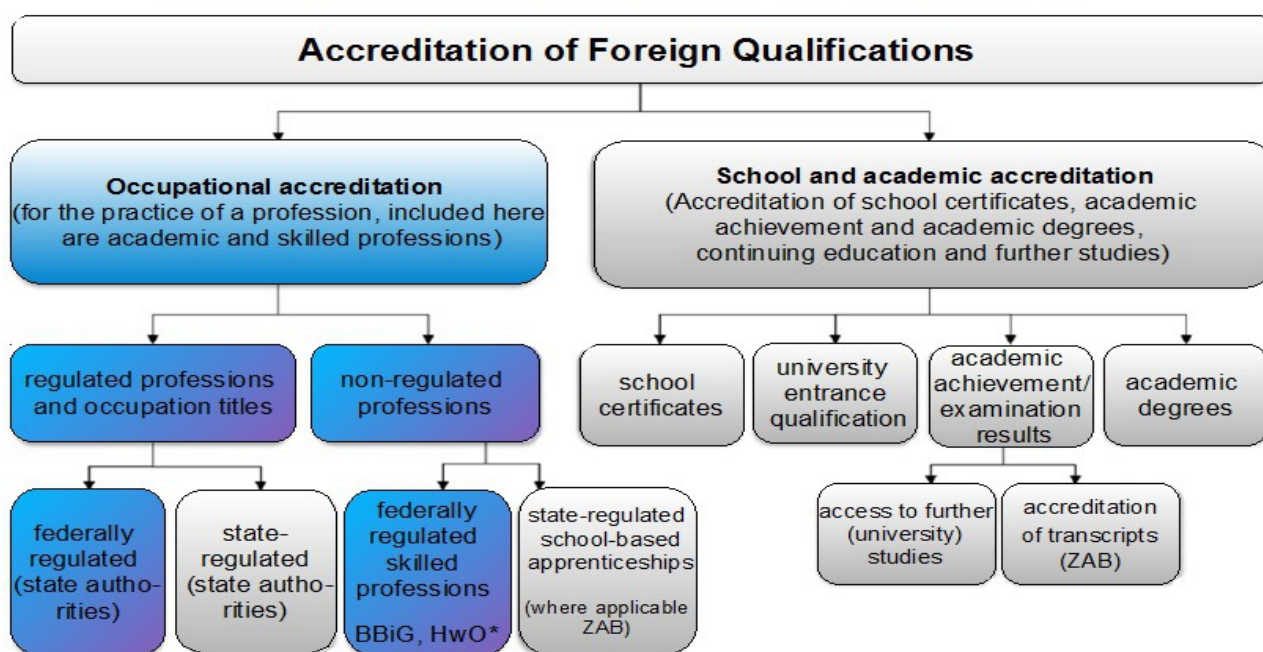 Accreditation of Foreign Qualifications
Occupational accreditation
(for the practice of a profession, included here
are academic and skilled professions)
School and academic accreditation
(Accreditation of school certificates, academic
achievement and academic degrees,
continuing education and further studies)
regulated professions
and occupation titles
non-regulated
professions
school
certificates
university
entrance
qualification
academic
achievement/
examination
results
academic
degrees
federally
regulated
(state autho-
rities)
state-
regulated
(state autho-
rities)
federally
regulated
skilled
professions
BBiG, HwO*
state-regulated
school-based
apprenticeships
(where applicable
ZAB)
access to further
(university)
studies
accreditation
of transcripts
(ZAB)